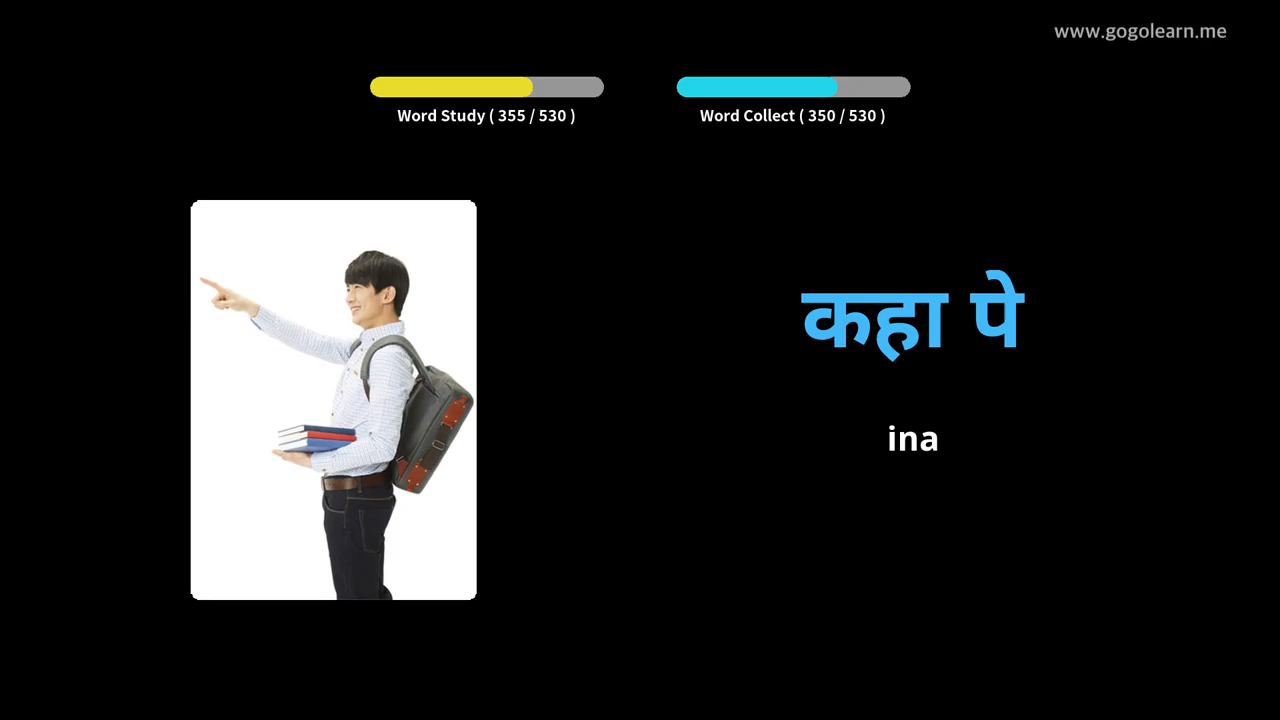 www.gogolearn.me
Word Study ( 355 / 530 )
Word Collect ( 350 / 530 )
कहा पे
ina